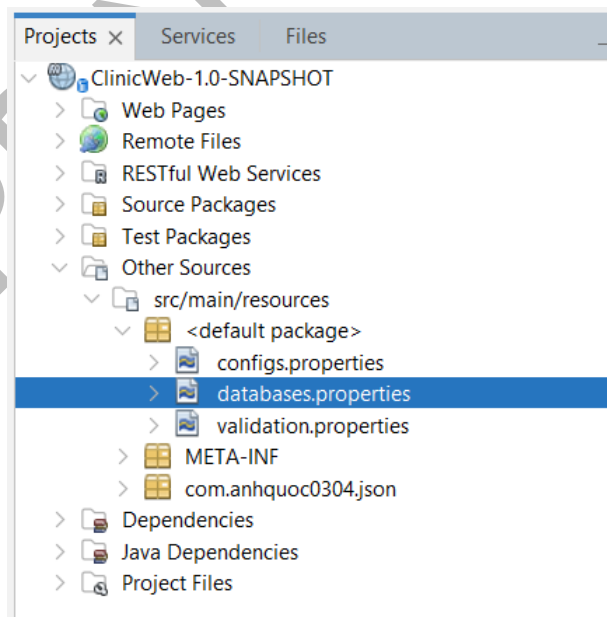 Projects Services Files
ClinicWeb-1.0-SNAPSHOT
Web Pages
Remote Files
RESTful Web Services
Source Packages
Test Packages
Other Sources
src/main/resources
<default package>
configs.properties
databases.properties
validation.properties
META-INF
com.anhquoc0304.json
Dependencies
Java Dependencies
Project Files